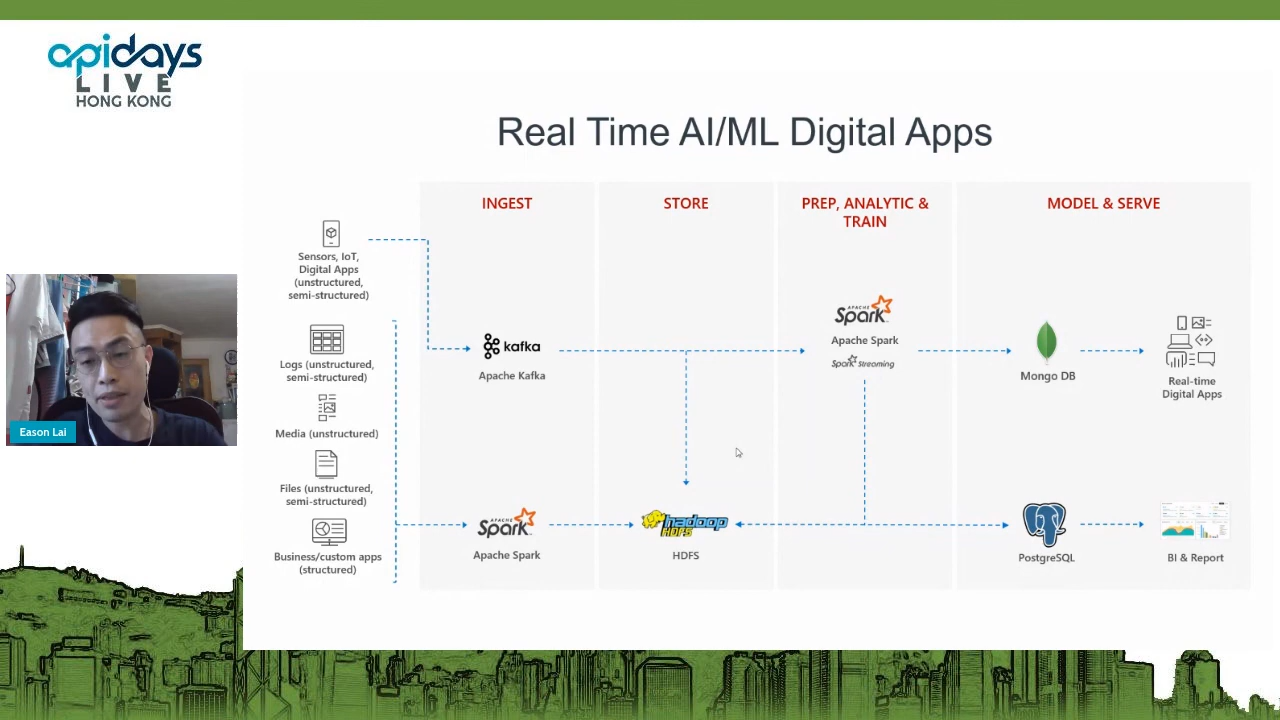 apidays
LIVE
HONG KONG
Real Time AI/ML Digital Apps
INGEST
STORE
PREP, ANALYTIC &
TRAIN
MODEL & SERVE
Sensors, IoT,
Digital Apps
(unstructured,
semi-structured)
Logs (unstructured,
semi-structured)
Media (unstructured)
Files (unstructured,
semi-structured)
Business/custom apps
(structured)
kafka
Apache Kafka
APACHE
Spark
Apache Spark
Spark Streaming
Mongo DB
Real-time
Digital Apps
APACHE
Spark
Apache Spark
hadoop
HDFS
HDFS
PostgreSQL
BI & Report
Eason Lai